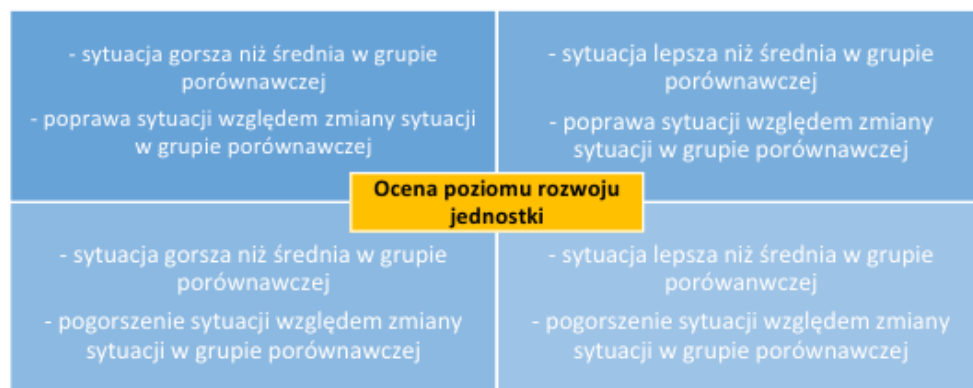 - sytuacja gorsza niż średnia w grupie
porównawczej
- poprawa sytuacji względem zmiany sytuacji
w grupie porównawczej
- sytuacja lepsza niż średnia w grupie
porównawczej
- poprawa sytuacji względem zmiany
sytuacji w grupie porównawczej
Ocena poziomu rozwoju
jednostki
- sytuacja gorsza niż średnia w grupie
porównawczej
- pogorszenie sytuacji względem zmiany
sytuacji w grupie porównawczej
- sytuacja lepsza niż średnia w grupie
porówanwczej
- pogorszenie sytuacji względem zmiany
sytuacji w grupie porównawczej